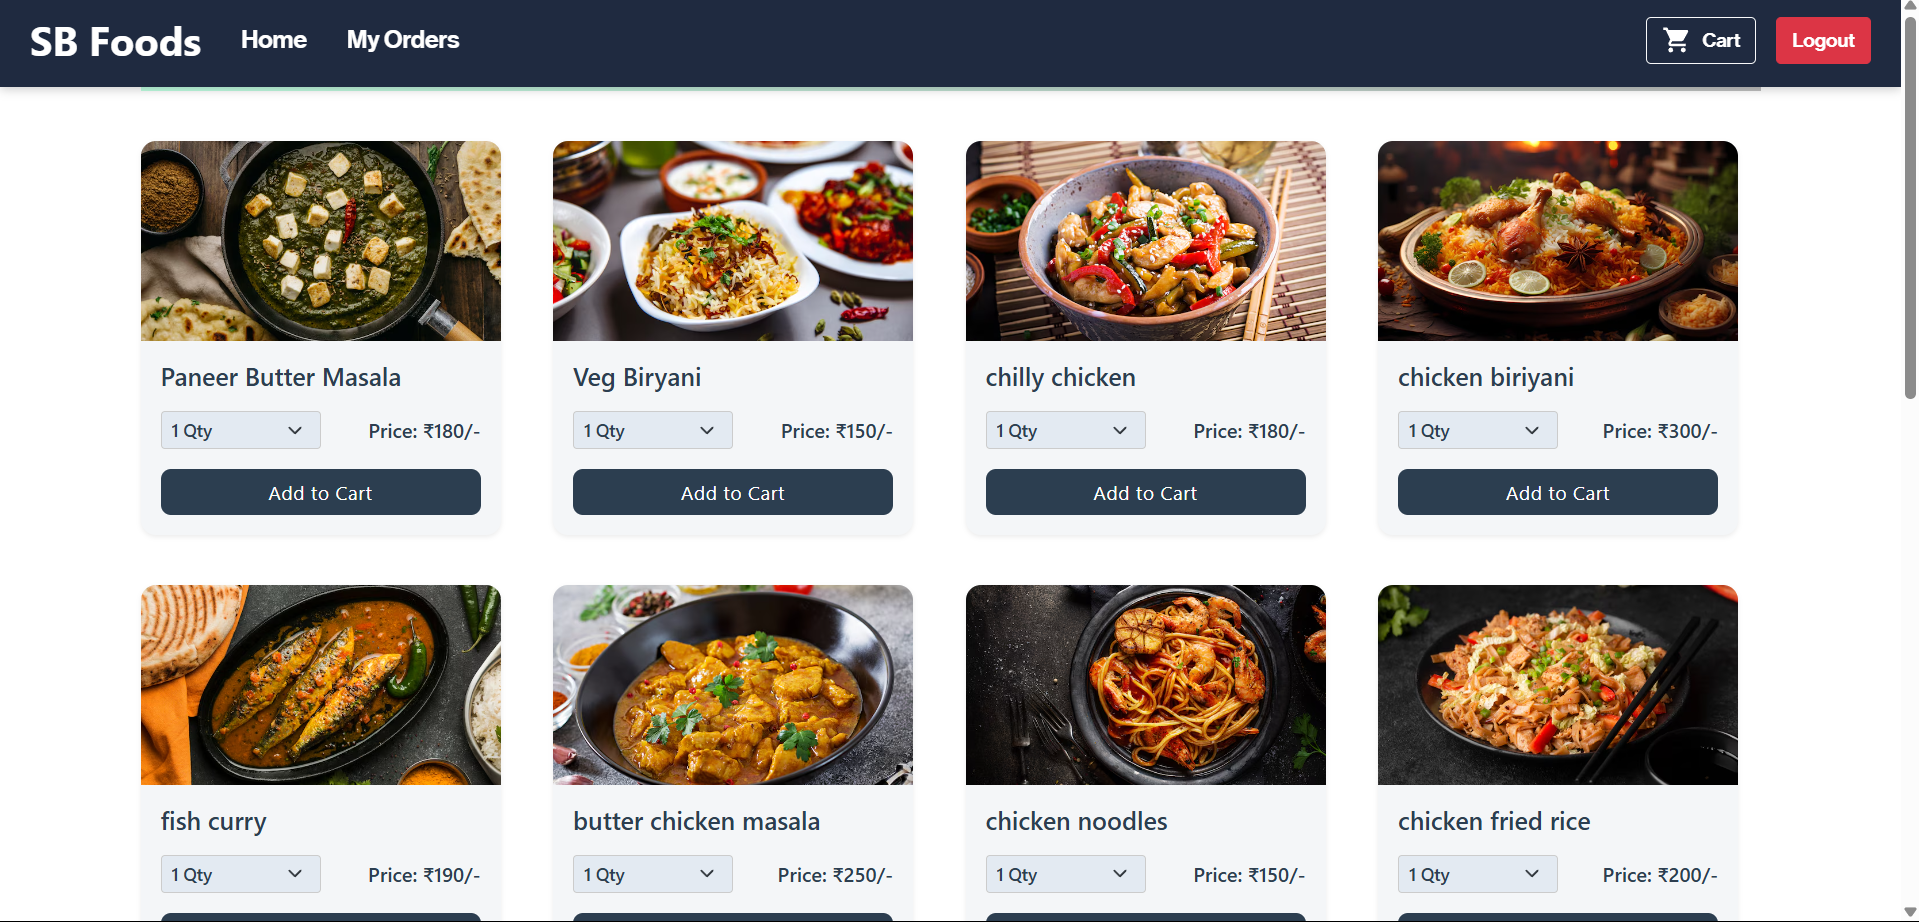 SB Foods Home My Orders Cart Logout
Paneer Butter Masala
1 Qty Price: ₹180/-
Add to Cart
Veg Biryani
1 Qty Price: ₹150/-
Add to Cart
chilly chicken
1 Qty Price: ₹180/-
Add to Cart
chicken biriyani
1 Qty Price: ₹300/-
Add to Cart
fish curry
1 Qty Price: ₹190/-
butter chicken masala
1 Qty Price: ₹250/-
chicken noodles
1 Qty Price: ₹150/-
chicken fried rice
1 Qty Price: ₹200/-